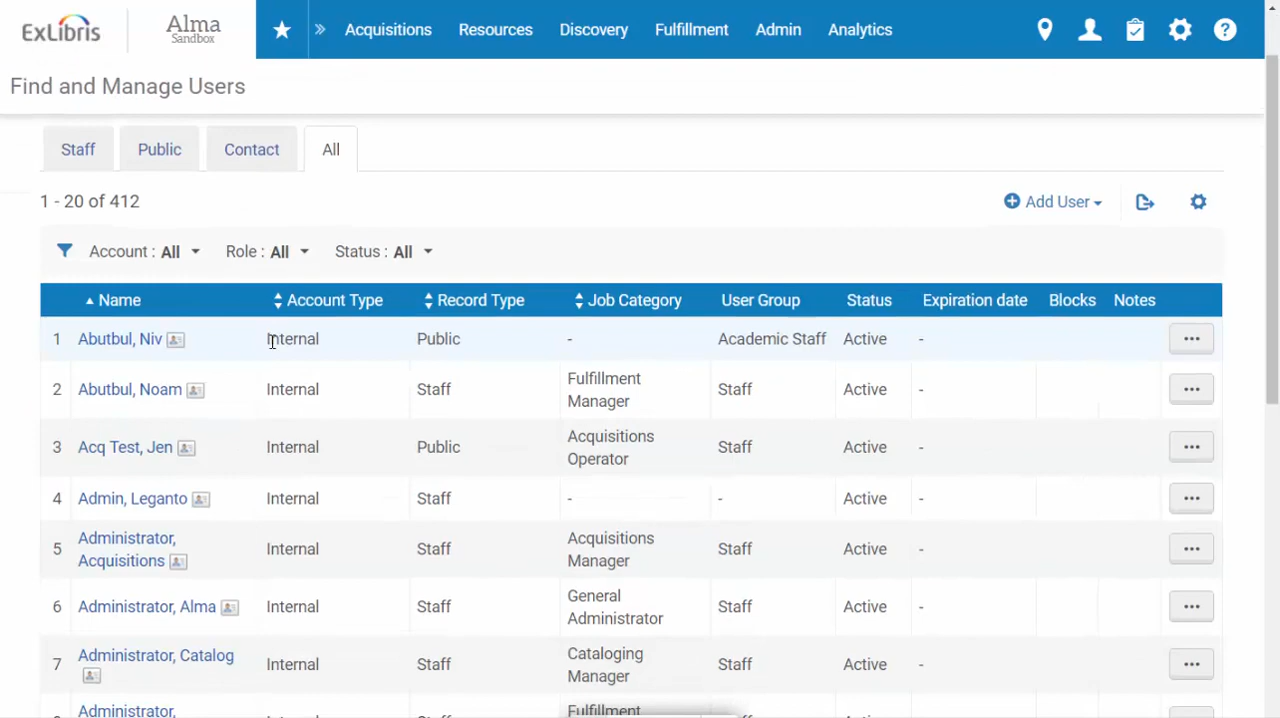 ExLibris Alma Sandbox Acquisitions Resources Discovery Fulfillment Admin Analytics
Find and Manage Users
Staff Public Contact All
1 - 20 of 412 Add User
Account : All Role : All Status : All
Name Account Type Record Type Job Category User Group Status Expiration date Blocks Notes
1 Abutbul, Niv Internal Public - Academic Staff Active - ...
2 Abutbul, Noam Internal Staff Fulfillment Manager Staff Active - ...
3 Acq Test, Jen Internal Public Acquisitions Operator Staff Active - ...
4 Admin, Leganto Internal Staff - - Active - ...
5 Administrator, Acquisitions Internal Staff Acquisitions Manager Staff Active - ...
6 Administrator, Alma Internal Staff General Administrator Staff Active - ...
7 Administrator, Catalog Internal Staff Cataloging Manager Staff Active - ...
Administrator, Fulfillment